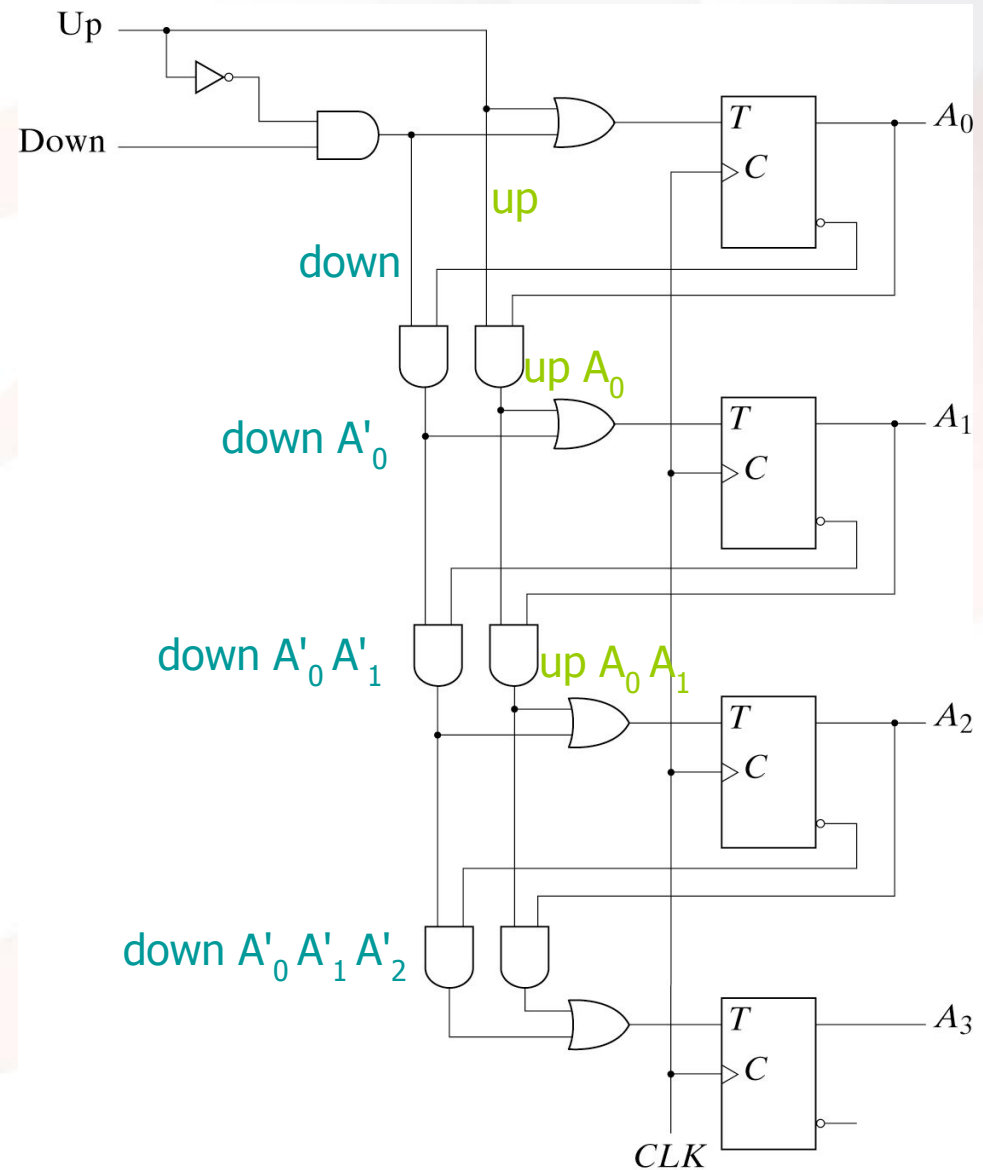 Up
Down
T
A₀
C
up
down
up A₀
T
A₁
down A'₀
C
down A'₀ A'₁
up A₀ A₁
T
A₂
C
down A'₀ A'₁ A'₂
T
A₃
C
CLK